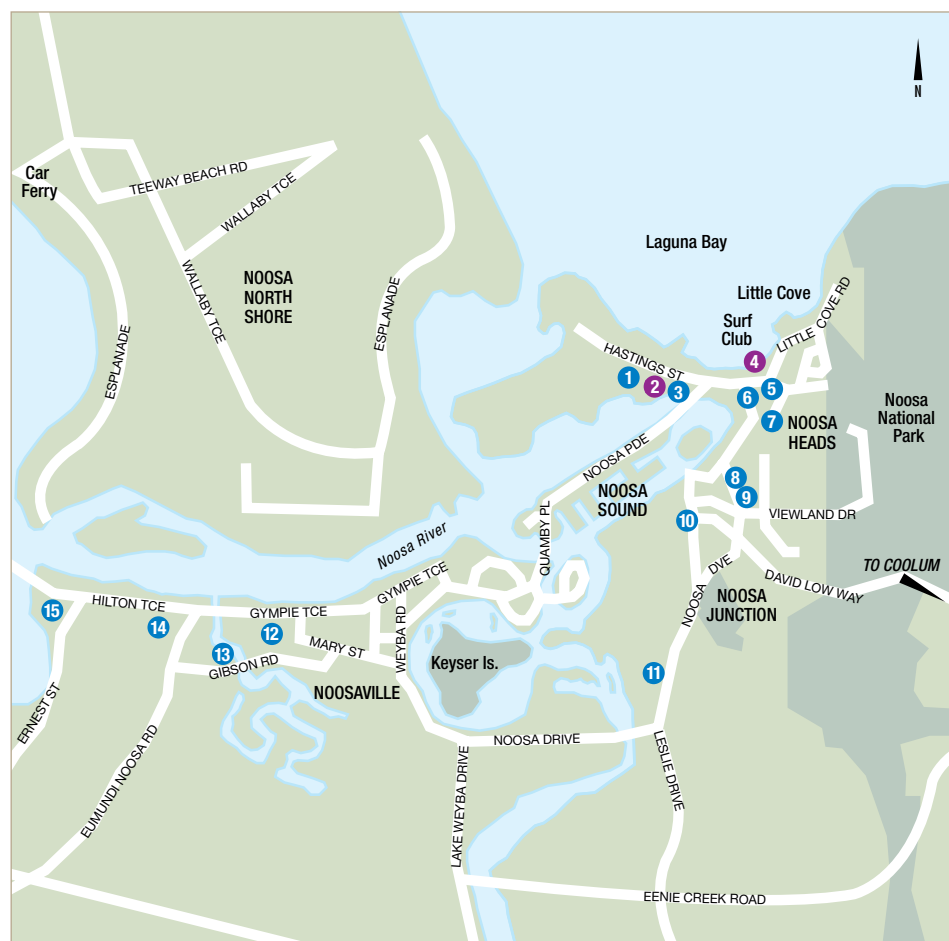 N
Car
Ferry
TEEWAY BEACH RD
WALLABY TCE
WALLABY TCE
NOOSA
NORTH
SHORE
ESPLANADE
ESPLANADE
Laguna Bay
Little Cove
Surf
Club
LITTLE COVE RD
HASTINGS ST
1
2
3
4
5
6
7
NOOSA
HEADS
Noosa
National
Park
NOOSA PDE
NOOSA
SOUND
8
9
10
VIEWLAND DR
QUAMBY PL
Noosa River
TO COOLUM
DAVID LOW WAY
NOOSA DVE
NOOSA
JUNCTION
GYMPIE TCE
HILTON TCE
GYMPIE TCE
15
14
12
13
MARY ST
WEYBA RD
GIBSON RD
Keyser Is.
11
NOOSAVILLE
ERNEST ST
EUMUNDI NOOSA RD
NOOSA DRIVE
LAKE WEYBA DRIVE
LESLIE DRIVE
EENIE CREEK ROAD